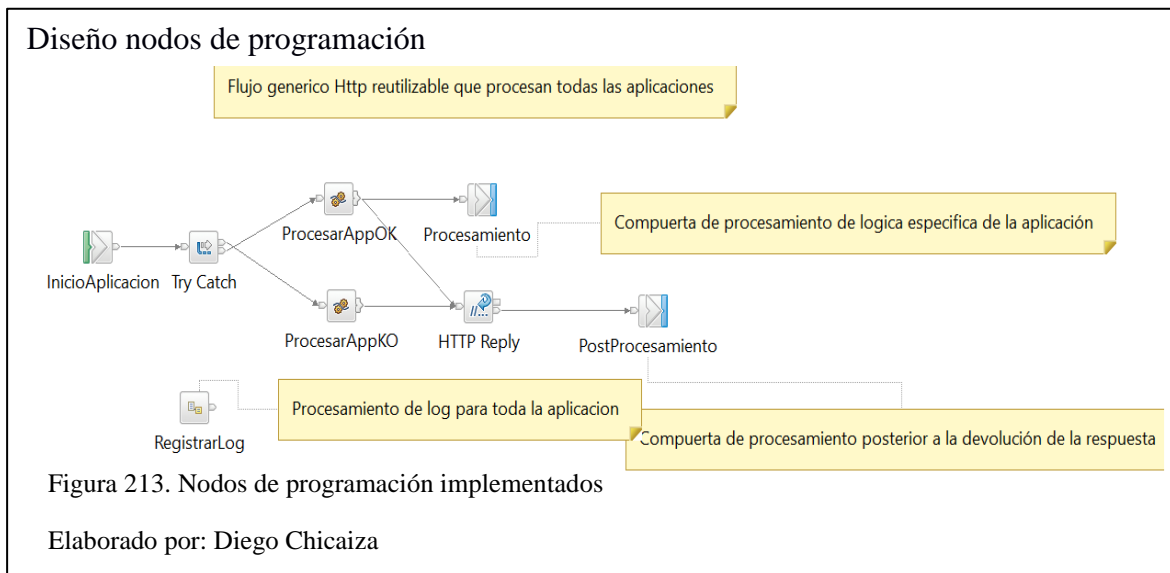 Diseño nodos de programación
Flujo generico Http reutilizable que procesan todas las aplicaciones
ProcesarAppOK
Procesamiento
Compuerta de procesamiento de logica especifica de la aplicación
InicioAplicacion
Try Catch
ProcesarAppKO
HTTP Reply
PostProcesamiento
RegistrarLog
Procesamiento de log para toda la aplicacion
Compuerta de procesamiento posterior a la devolución de la respuesta
Figura 213. Nodos de programación implementados
Elaborado por: Diego Chicaiza